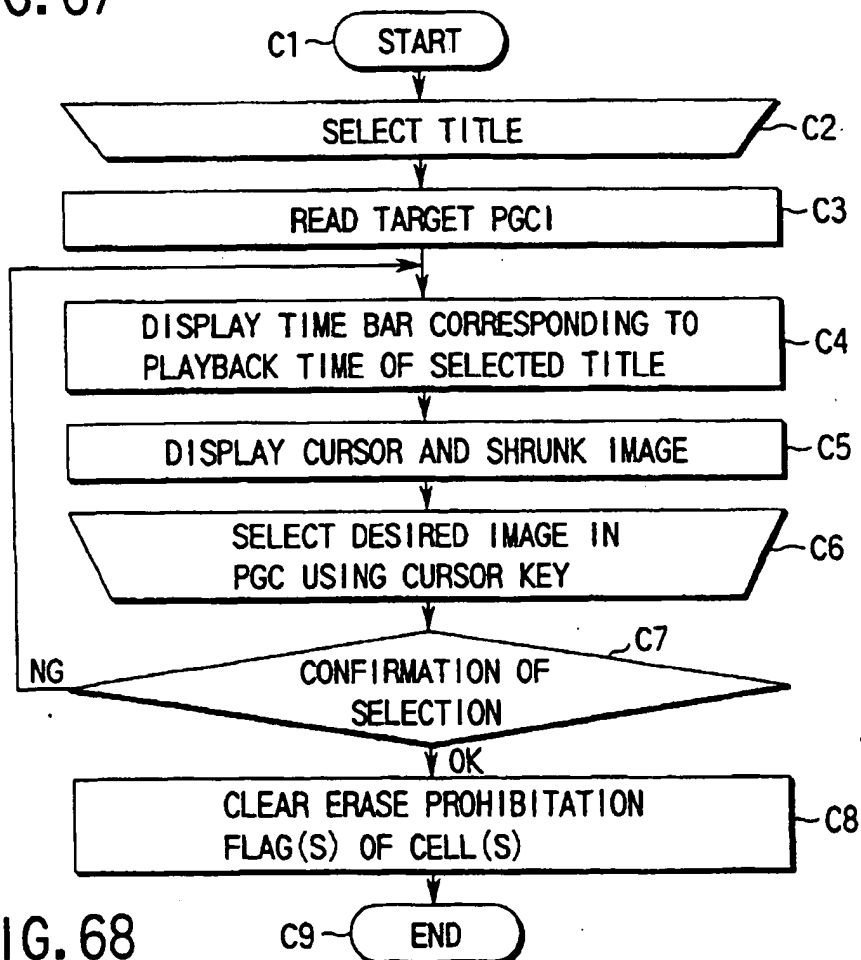 G. 67
C1
START
SELECT TITLE
C2
READ TARGET PGCI
C3
DISPLAY TIME BAR CORRESPONDING TO
PLAYBACK TIME OF SELECTED TITLE
C4
DISPLAY CURSOR AND SHRUNK IMAGE
C5
SELECT DESIRED IMAGE IN
PGC USING CURSOR KEY
C6
C7
NG
CONFIRMATION OF
SELECTION
OK
CLEAR ERASE PROHIBITATION
FLAG(S) OF CELL(S)
C8
IG. 68
C9
END